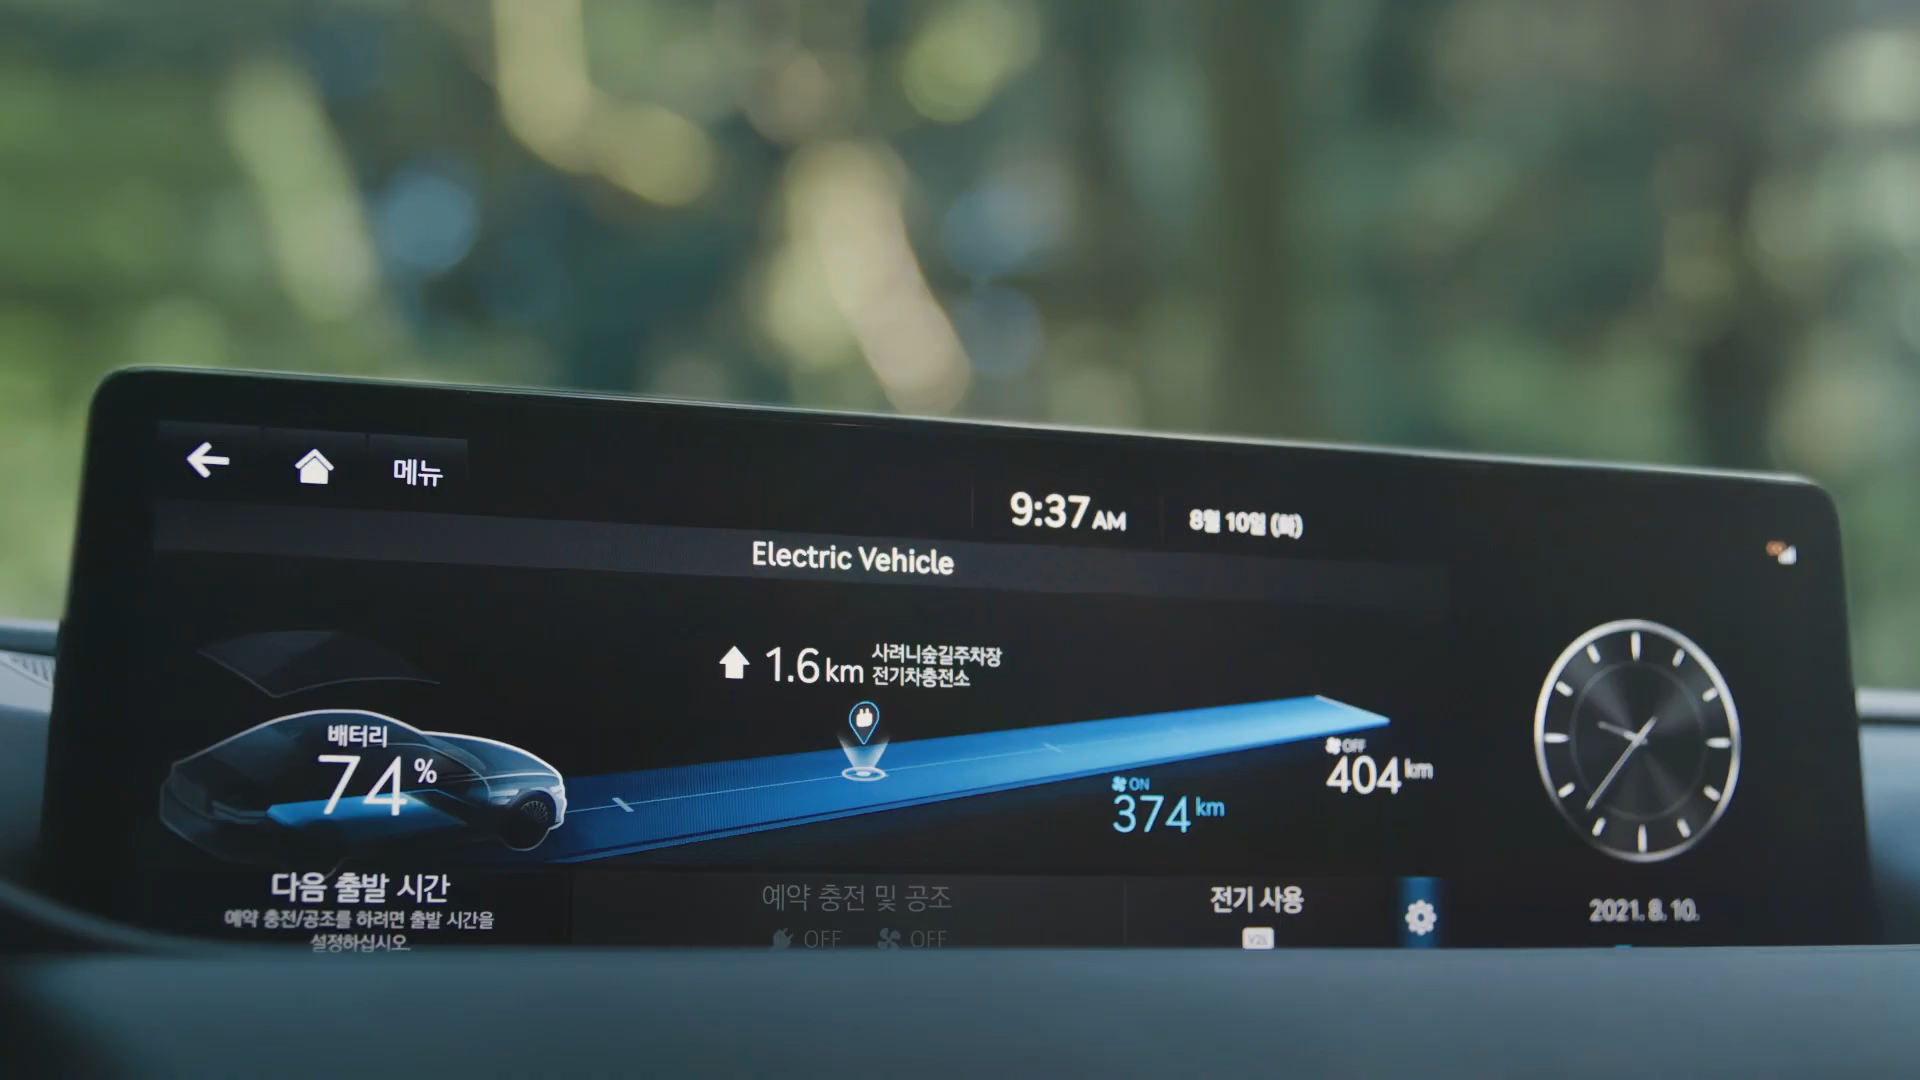 메뉴
9:37 AM
8월 10일 (화)
Electric Vehicle
1.6 km
사려니숲길주차장
전기차충전소
배터리
74%
ON
374 km
OFF
404 km
다음 출발 시간
예약 충전/공조를 하려면 출발 시간을
설정하십시오.
예약 충전 및 공조
OFF OFF
전기 사용
V2L
2021. 8. 10.